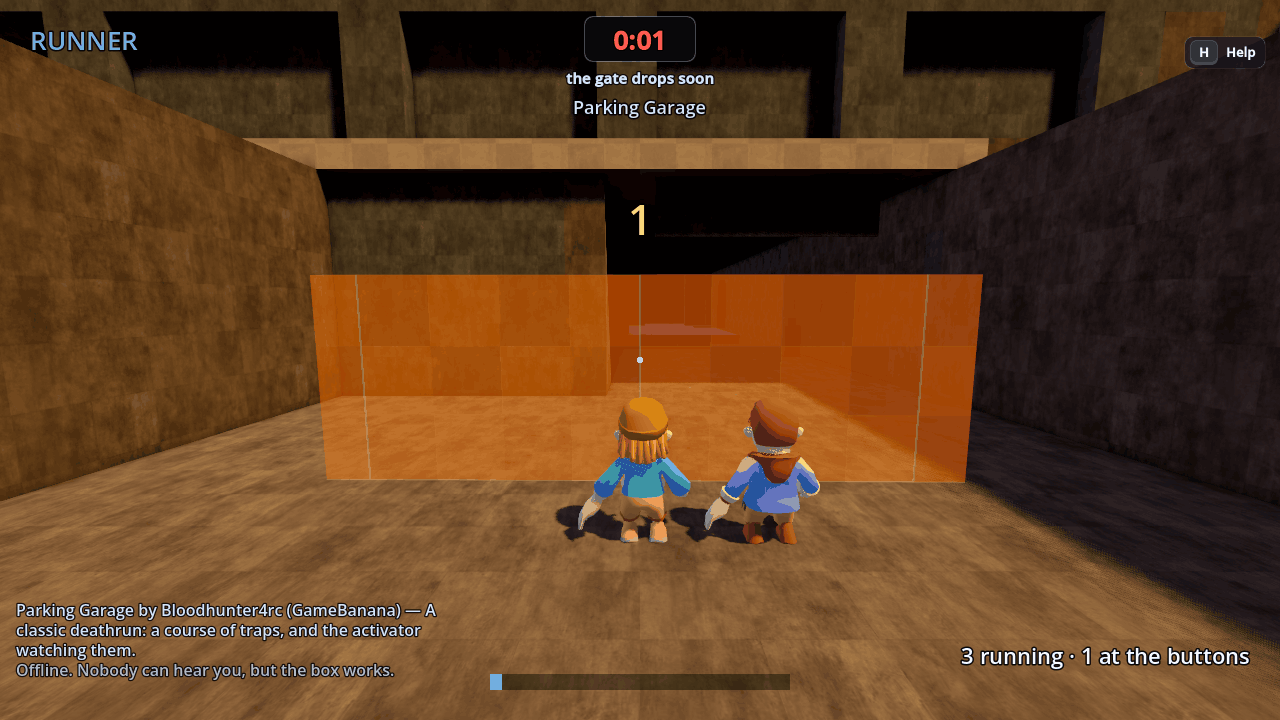 RUNNER
0:01
H Help
the gate drops soon
Parking Garage
1
Parking Garage by Bloodhunter4rc (GameBanana) — A
classic deathrun: a course of traps, and the activator
watching them.
Offline. Nobody can hear you, but the box works.
3 running · 1 at the buttons